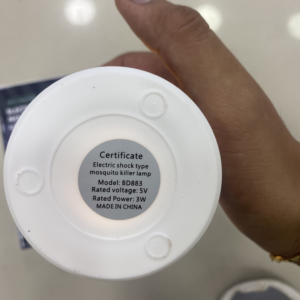 Certificate
Electric shock type
mosquito killer lamp
Model: BD883
Rated voltage: 5V
Rated Power: 3W
MADE IN CHINA